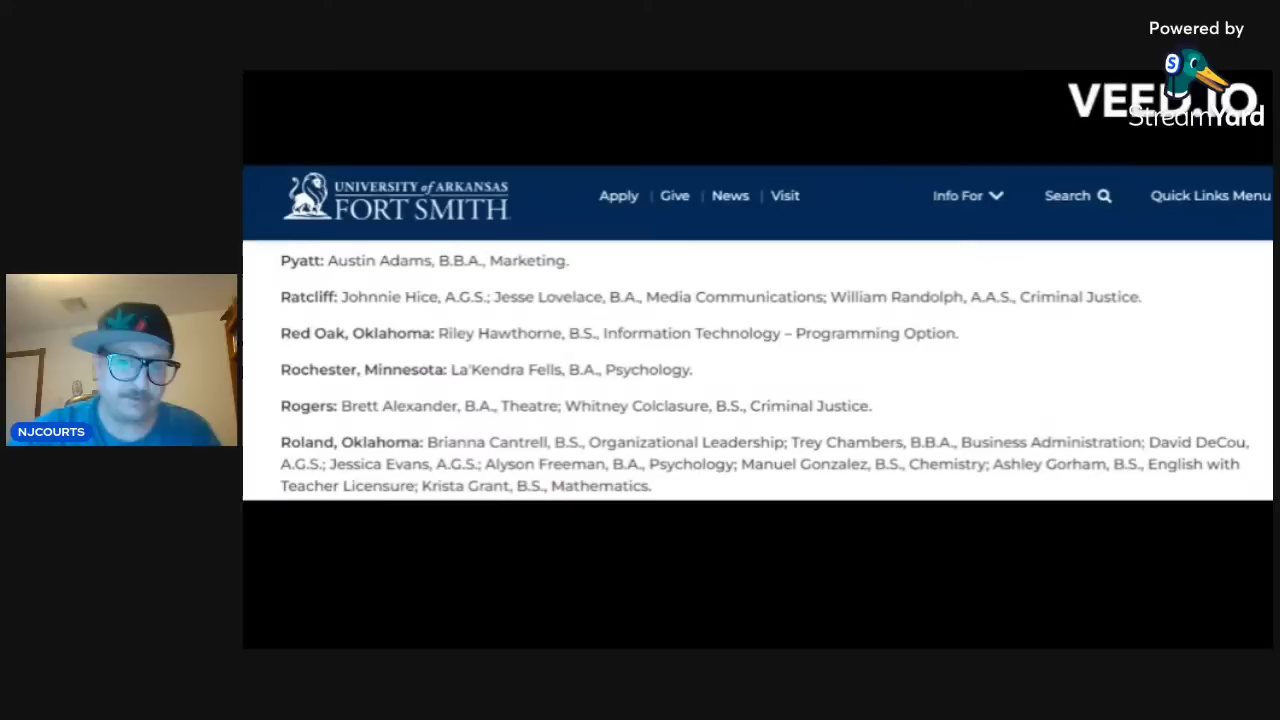 Powered by
VEED.IO
StreamYard
UNIVERSITY of ARKANSAS
FORT SMITH
Apply | Give | News | Visit
Info For
Search
Quick Links Menu
Pyatt: Austin Adams, B.B.A., Marketing.
Ratcliff: Johnnie Hice, A.G.S.; Jesse Lovelace, B.A., Media Communications; William Randolph, A.A.S., Criminal Justice.
Red Oak, Oklahoma: Riley Hawthorne, B.S., Information Technology – Programming Option.
Rochester, Minnesota: La'Kendra Fells, B.A., Psychology.
Rogers: Brett Alexander, B.A., Theatre; Whitney Colclasure, B.S., Criminal Justice.
Roland, Oklahoma: Brianna Cantrell, B.S., Organizational Leadership; Trey Chambers, B.B.A., Business Administration; David DeCou,
A.G.S.; Jessica Evans, A.G.S.; Alyson Freeman, B.A., Psychology; Manuel Gonzalez, B.S., Chemistry; Ashley Gorham, B.S., English with
Teacher Licensure; Krista Grant, B.S., Mathematics.
NJCOURTS